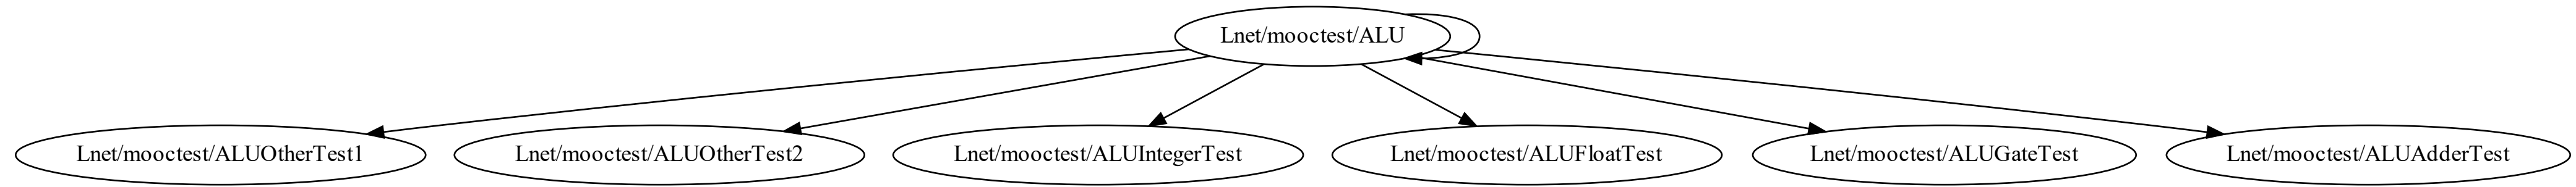 Lnet/mooctest/ALU
Lnet/mooctest/ALUOtherTest1
Lnet/mooctest/ALUOtherTest2
Lnet/mooctest/ALUIntegerTest
Lnet/mooctest/ALUFloatTest
Lnet/mooctest/ALUGateTest
Lnet/mooctest/ALUAdderTest